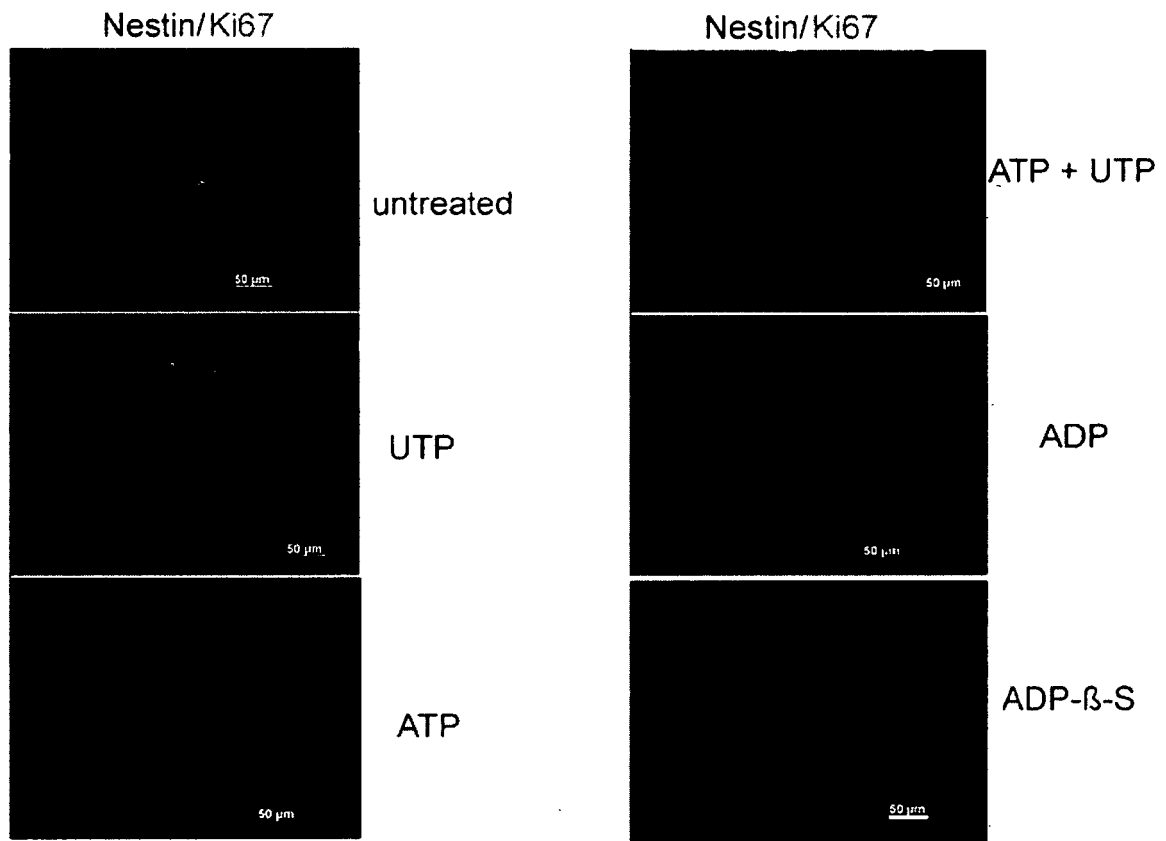 Nestin/Ki67
untreated
50 µm
UTP
50 µm
ATP
50 µm
Nestin/Ki67
ATP + UTP
50 µm
ADP
50 µm
ADP-ß-S
50 µm